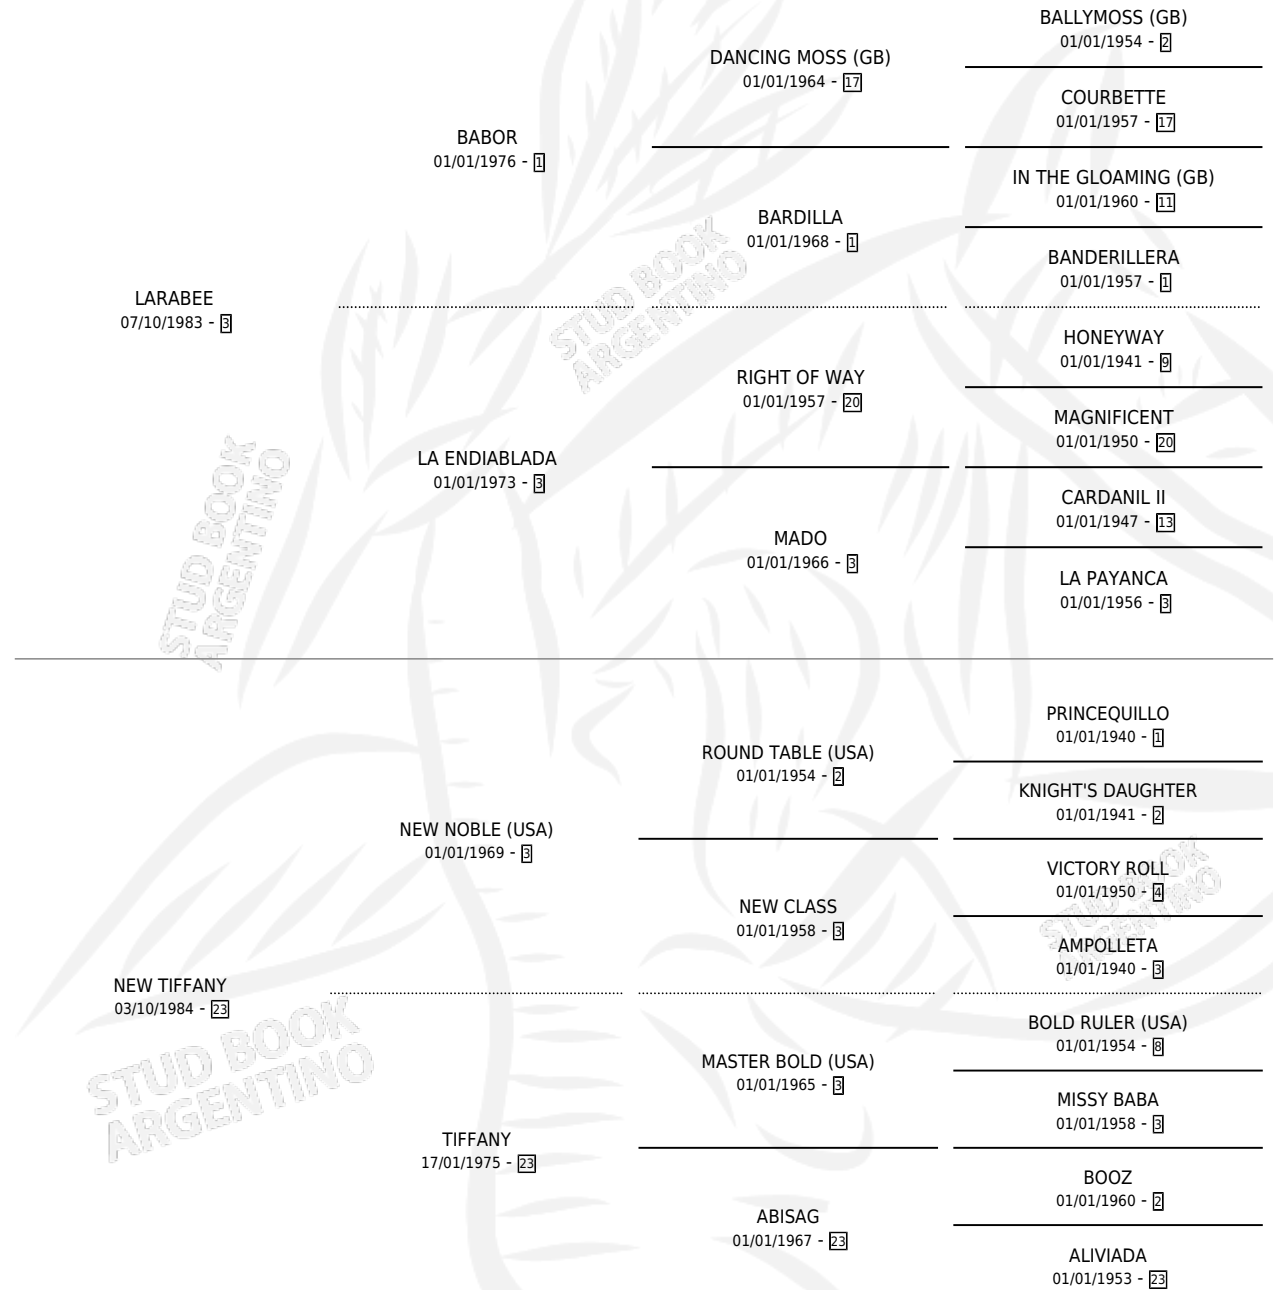 BALLYMOSS (GB)
01/01/1954 - 2
DANCING MOSS (GB)
01/01/1964 - 17
COURBETTE
01/01/1957 - 17
BABOR
01/01/1976 - 1
IN THE GLOAMING (GB)
01/01/1960 - 11
BARDILLA
01/01/1968 - 1
BANDERILLERA
01/01/1957 - 1
LARABEE
07/10/1983 - 3
HONEYWAY
01/01/1941 - 9
RIGHT OF WAY
01/01/1957 - 20
MAGNIFICENT
01/01/1950 - 20
LA ENDIABLADA
01/01/1973 - 3
CARDANIL II
01/01/1947 - 13
MADO
01/01/1966 - 3
LA PAYANCA
01/01/1956 - 3
STUD BOOK
ARGENTINO
STUD BOOK
ARGENTINO
PRINCEQUILLO
01/01/1940 - 1
ROUND TABLE (USA)
01/01/1954 - 2
KNIGHT'S DAUGHTER
01/01/1941 - 2
NEW NOBLE (USA)
01/01/1969 - 3
VICTORY ROLL
01/01/1950 - 4
NEW CLASS
01/01/1958 - 3
AMPOLLETA
01/01/1940 - 3
NEW TIFFANY
03/10/1984 - 23
BOLD RULER (USA)
01/01/1954 - 8
MASTER BOLD (USA)
01/01/1965 - 3
MISSY BABA
01/01/1958 - 3
TIFFANY
17/01/1975 - 23
BOOZ
01/01/1960 - 2
ABISAG
01/01/1967 - 23
ALIVIADA
01/01/1953 - 23
STUD BOOK
ARGENTINO
STUD BOOK
ARGENTINO